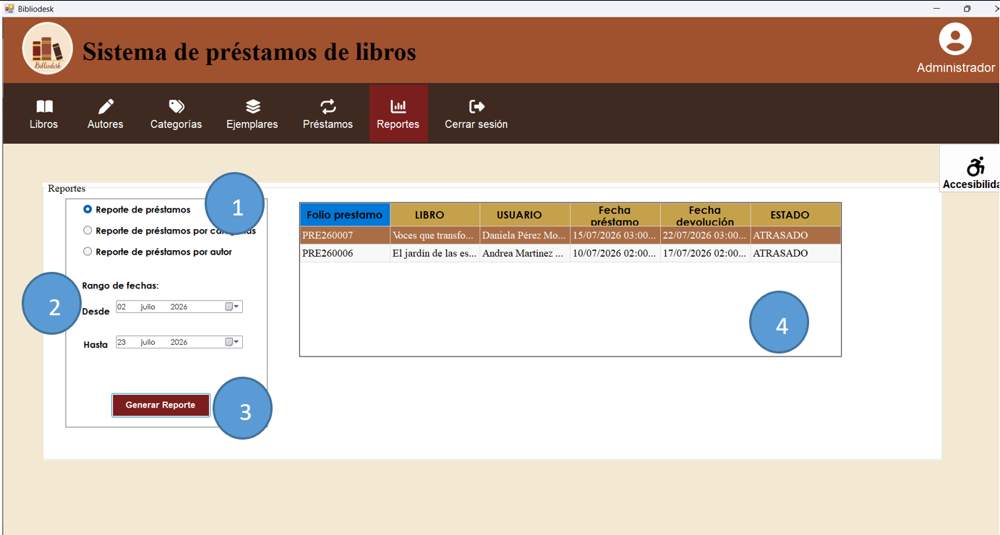 Bibliodesk
Bibliodesk
Sistema de préstamos de libros
Administrador
Libros Autores Categorías Ejemplares Préstamos Reportes Cerrar sesión
Accesibilida
Reportes
Reporte de préstamos
1
Reporte de préstamos por
Reporte de préstamos por autor
Rango de fechas:
2
Desde 02 julio 2026
Hasta 23 julio 2026
Generar Reporte
3
Folio prestamo LIBRO USUARIO Fecha préstamo Fecha devolución ESTADO
PRE260007 Voces que transfo... Daniela Pérez Mo... 15/07/2026 03:00... 22/07/2026 03:00... ATRASADO
PRE260006 El jardín de las es... Andrea Martínez ... 10/07/2026 02:00... 17/07/2026 02:00... ATRASADO
4